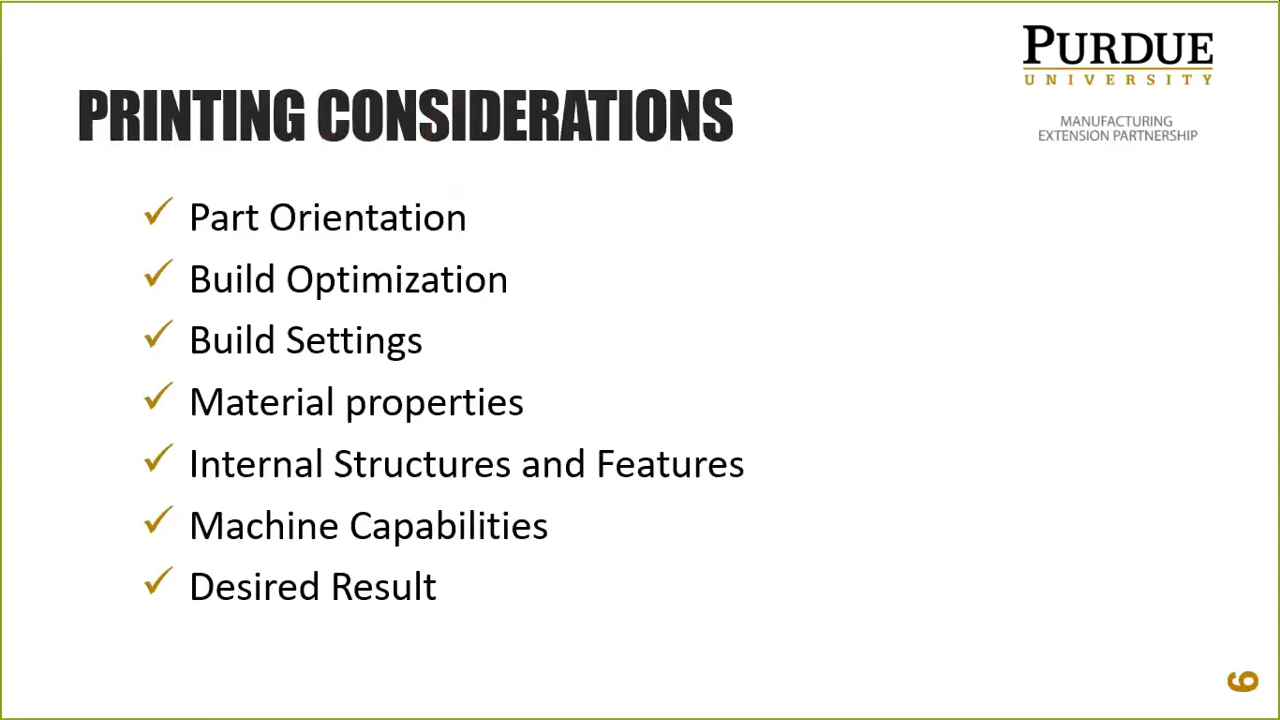 PURDUE
UNIVERSITY
MANUFACTURING
EXTENSION PARTNERSHIP
PRINTING CONSIDERATIONS
✓ Part Orientation
✓ Build Optimization
✓ Build Settings
✓ Material properties
✓ Internal Structures and Features
✓ Machine Capabilities
✓ Desired Result
6